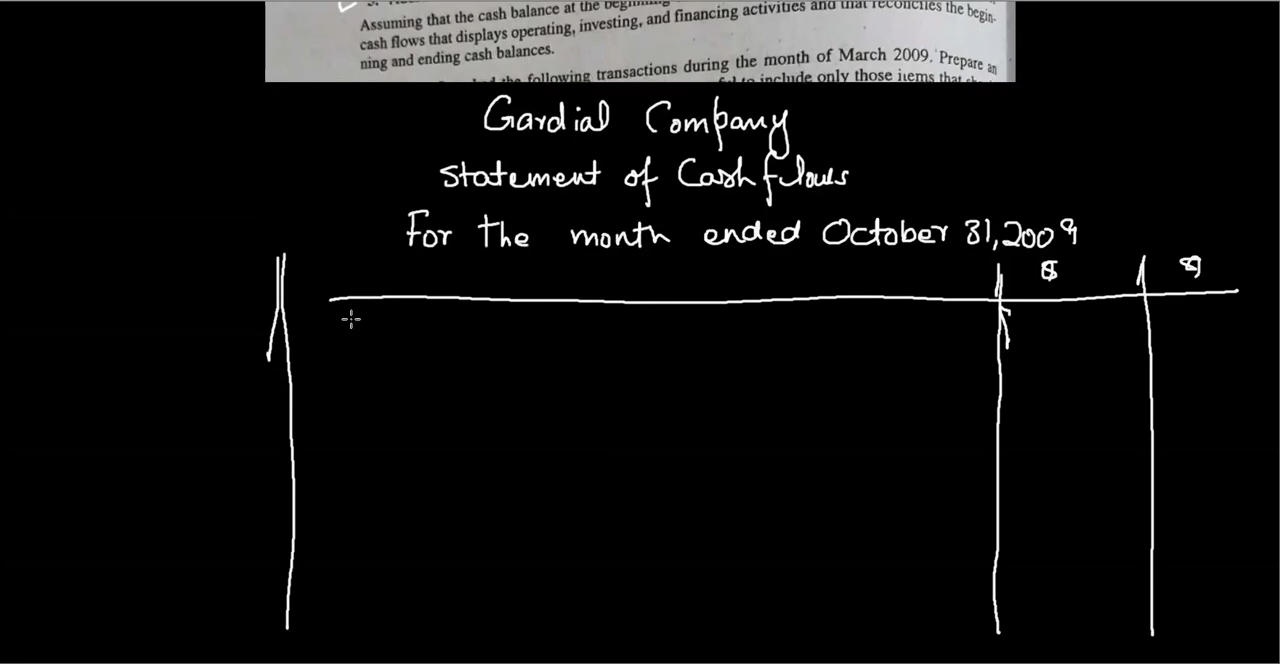 Assuming that the cash balance at the
cash flows that displays operating, investing, and financing activities and that reconciles the begin-
ning and ending cash balances.
the following transactions during the month of March 2009. Prepare an
to include only those items that
Gardial Company
Statement of Cash flows
For the month ended October 31, 2009
$ $